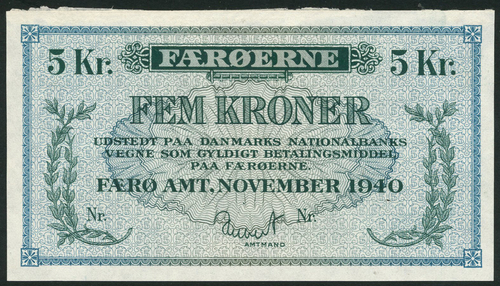 5 Kr. FÆRØERNE 5 Kr.
FEM KRONER
UDSTEDT PAA DANMARKS NATIONALBANKS
VEGNE SOM GYLDIGT BETALINGSMIDDEL
PAA FÆRØERNE.
FÆRØ AMT, NOVEMBER 1940
Nr. Nr.
AMTMAND